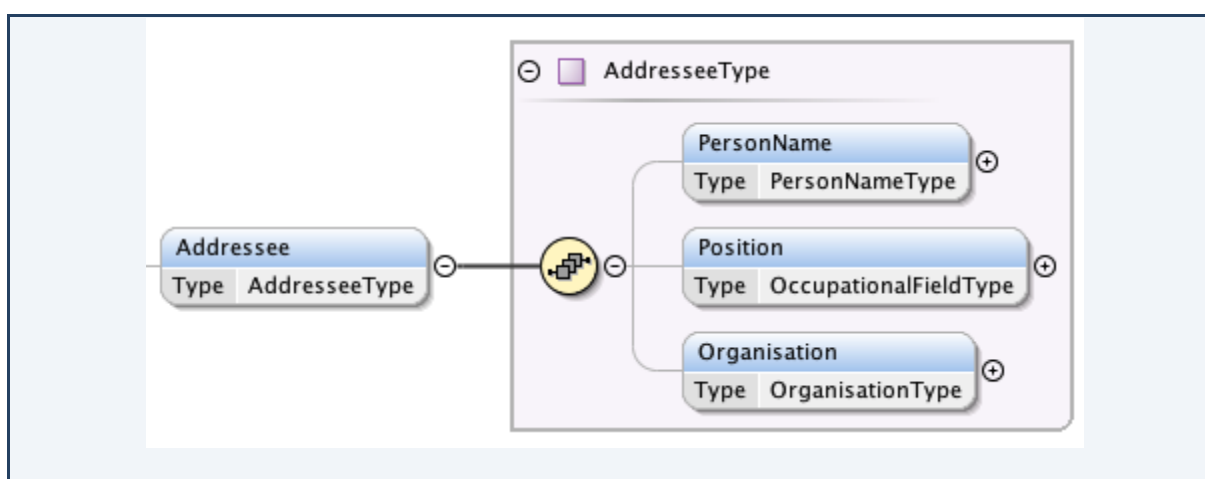 AddresseeType
PersonName
Type PersonNameType
Addressee
Type AddresseeType
Position
Type OccupationalFieldType
Organisation
Type OrganisationType